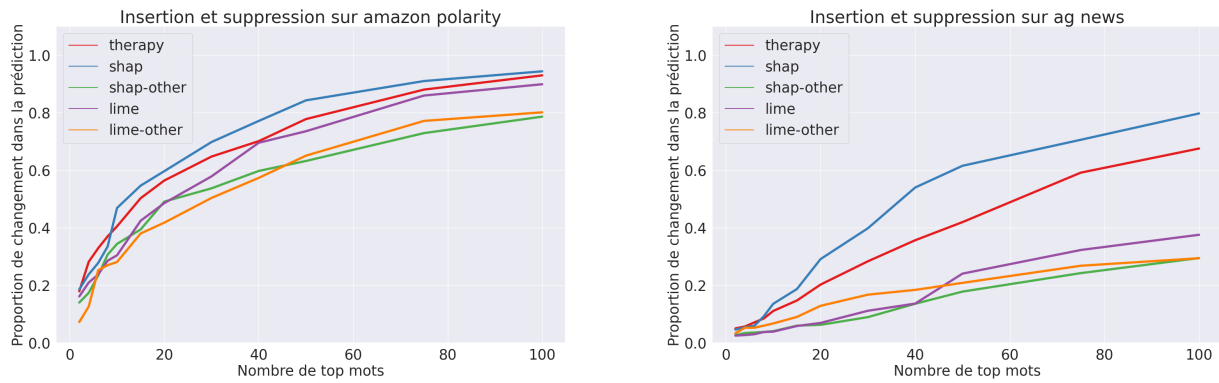 Insertion et suppression sur amazon polarity
Proportion de changement dans la prédiction
1.0
0.8
0.6
0.4
0.2
0.0
therapy
shap
shap-other
lime
lime-other
0
20
40
60
80
100
Nombre de top mots
Insertion et suppression sur ag news
Proportion de changement dans la prédiction
1.0
0.8
0.6
0.4
0.2
0.0
therapy
shap
shap-other
lime
lime-other
0
20
40
60
80
100
Nombre de top mots